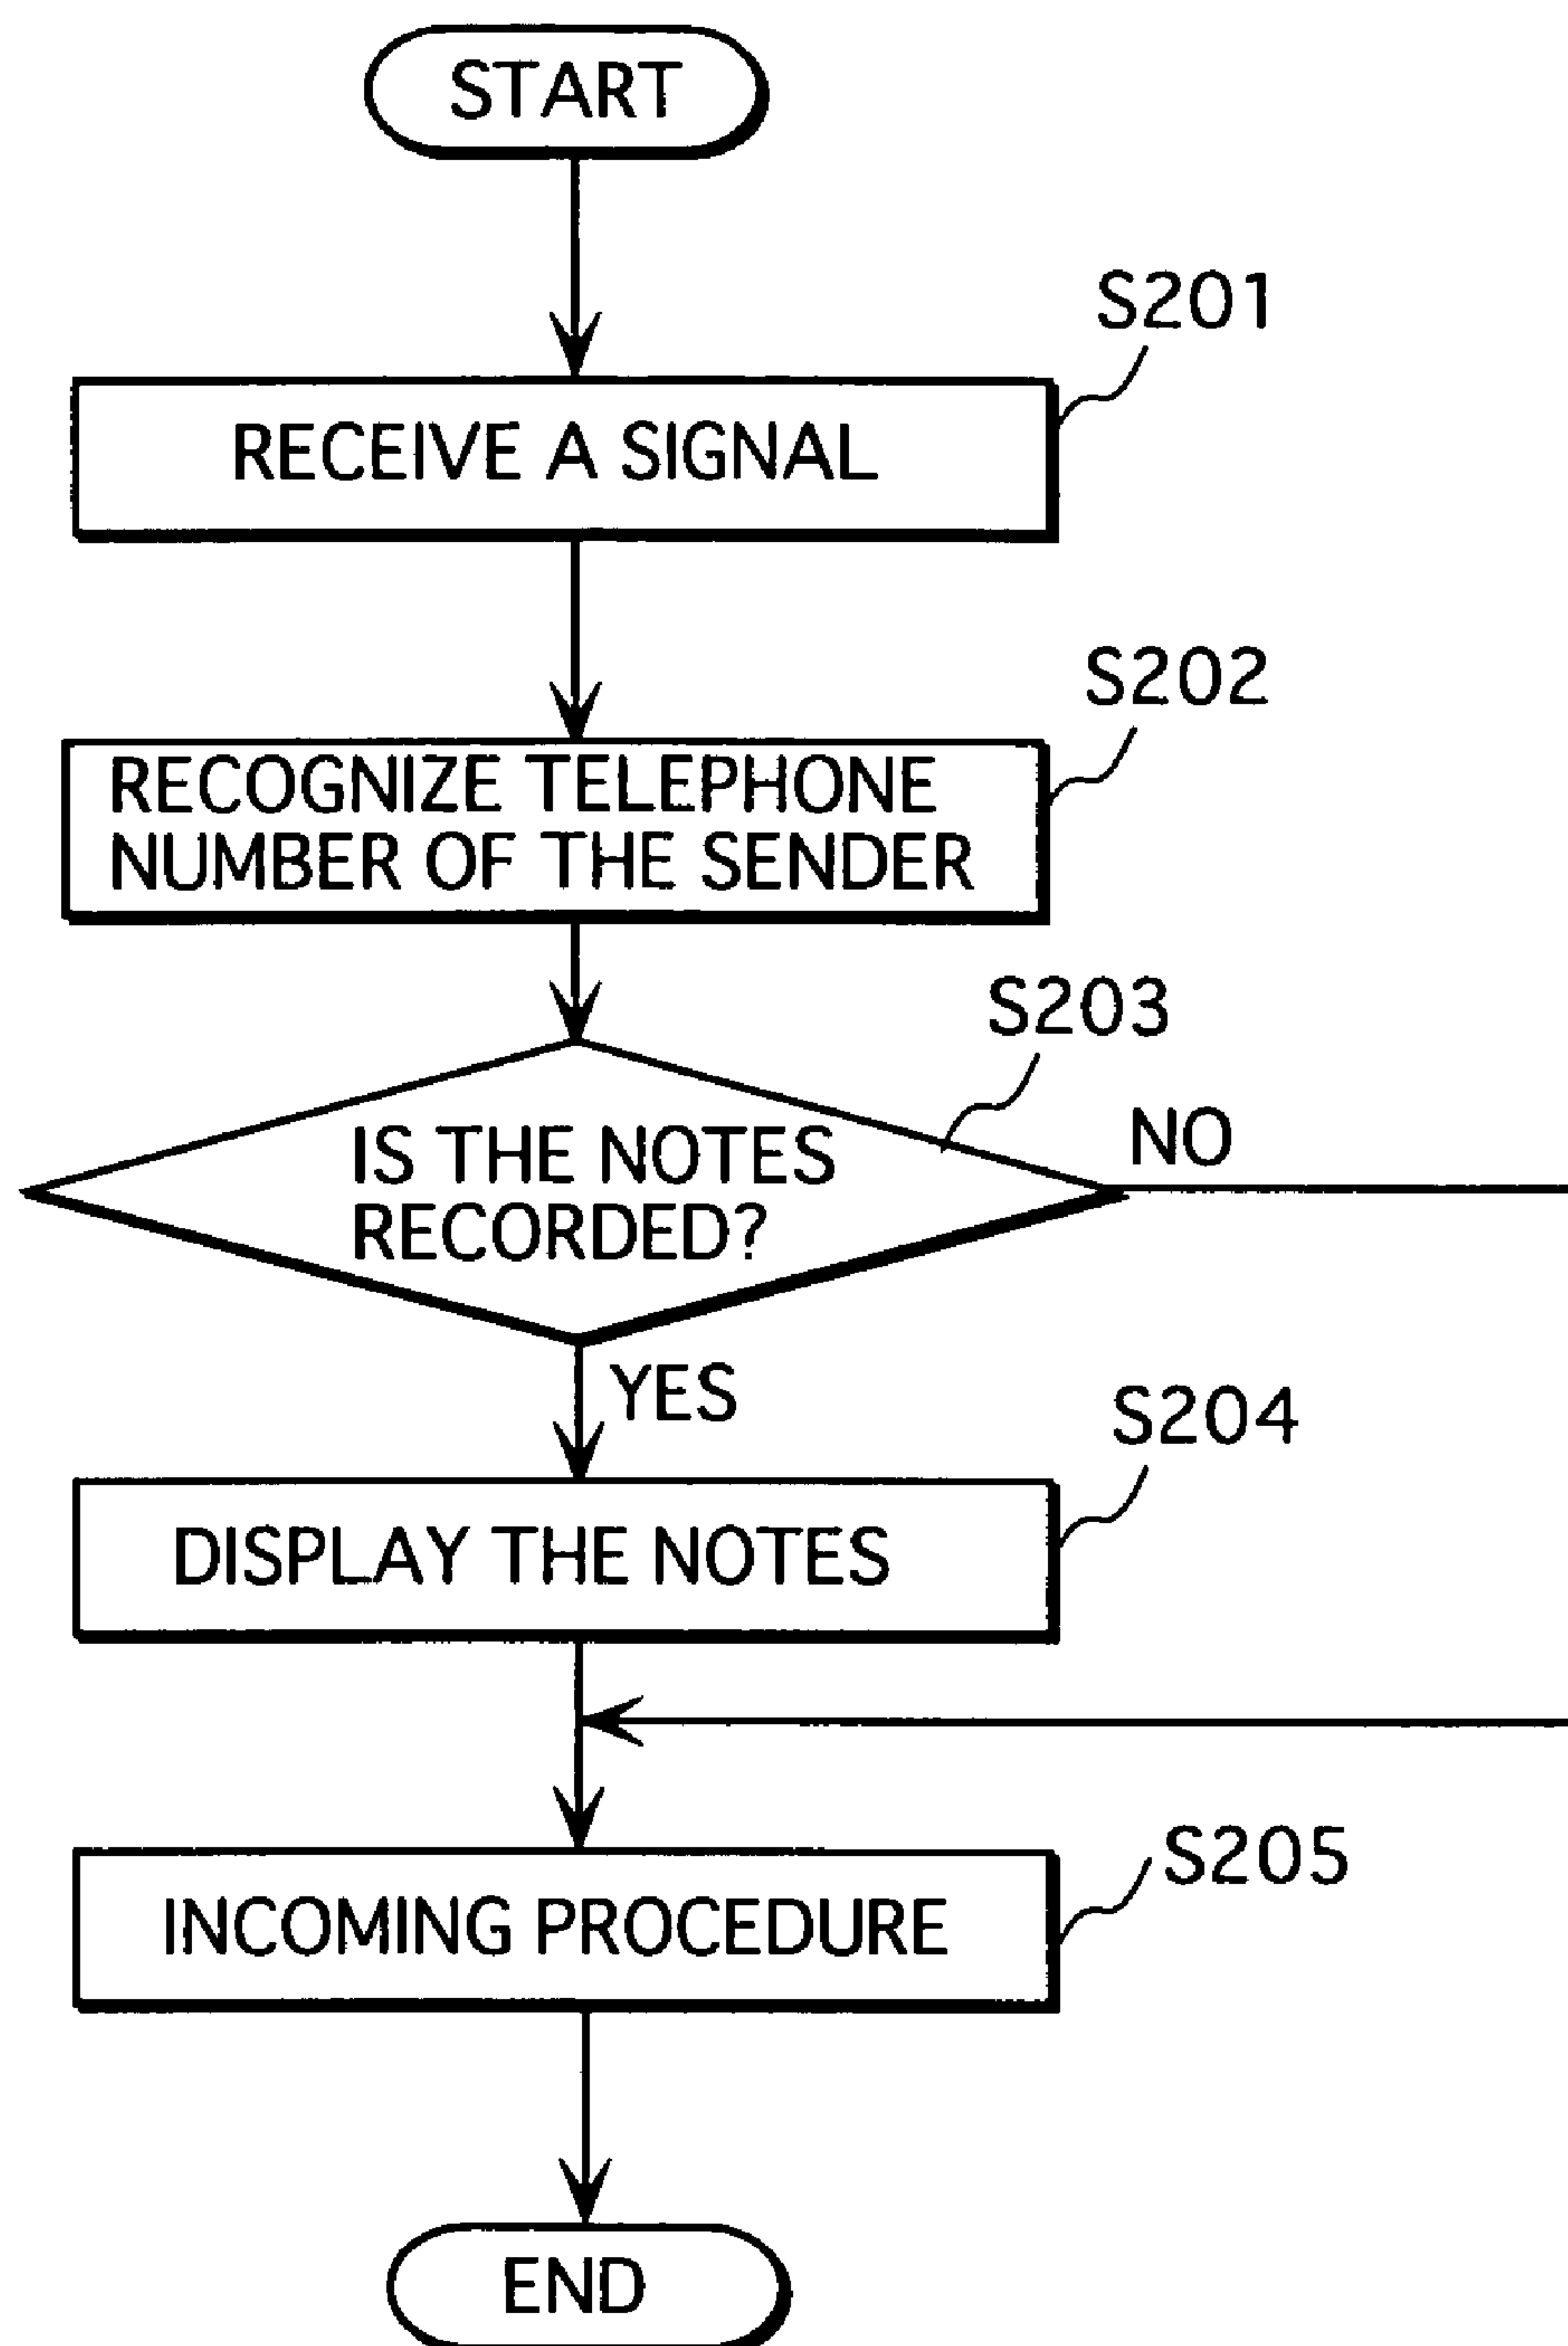 START
S201
RECEIVE A SIGNAL
S202
RECOGNIZE TELEPHONE
NUMBER OF THE SENDER
S203
NO
IS THE NOTES
RECORDED?
YES
S204
DISPLAY THE NOTES
S205
INCOMING PROCEDURE
END